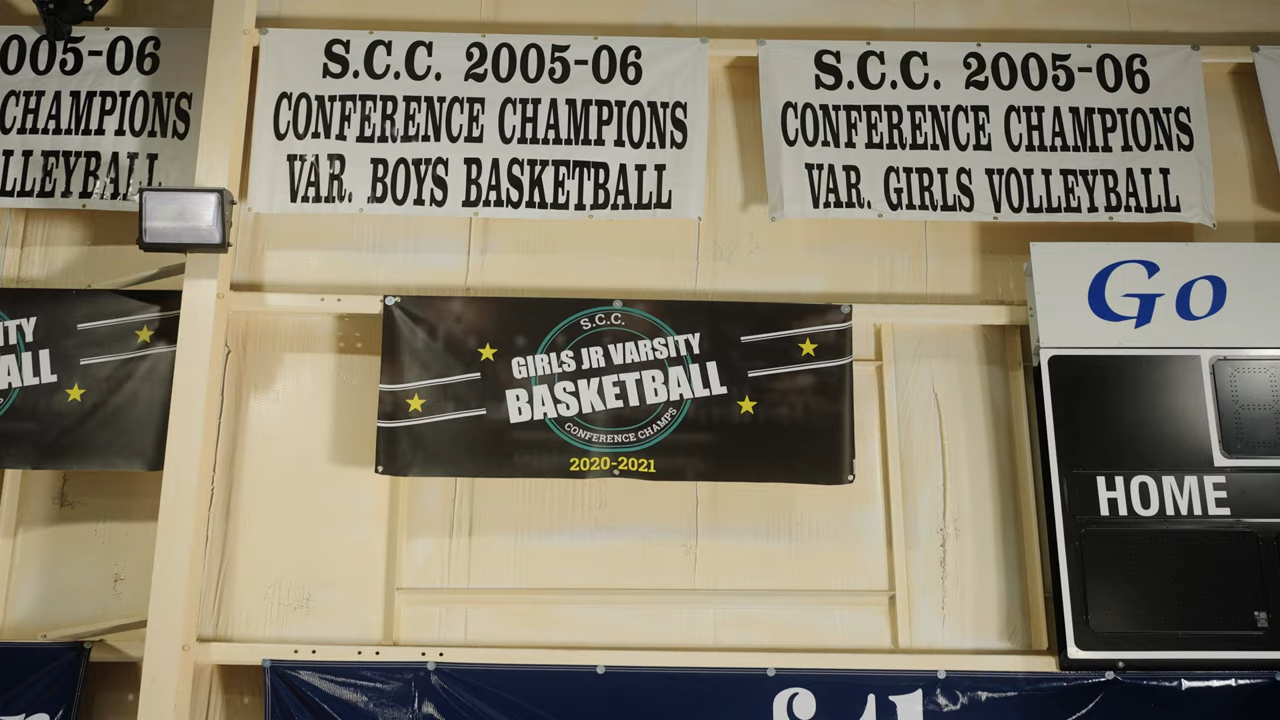 005-06
CHAMPIONS
LLEYBALL
S.C.C. 2005-06
CONFERENCE CHAMPIONS
VAR. BOYS BASKETBALL
S.C.C. 2005-06
CONFERENCE CHAMPIONS
VAR. GIRLS VOLLEYBALL
ITY
ALL
S.C.C.
GIRLS JR VARSITY
BASKETBALL
CONFERENCE CHAMPS
2020-2021
Go
HOME